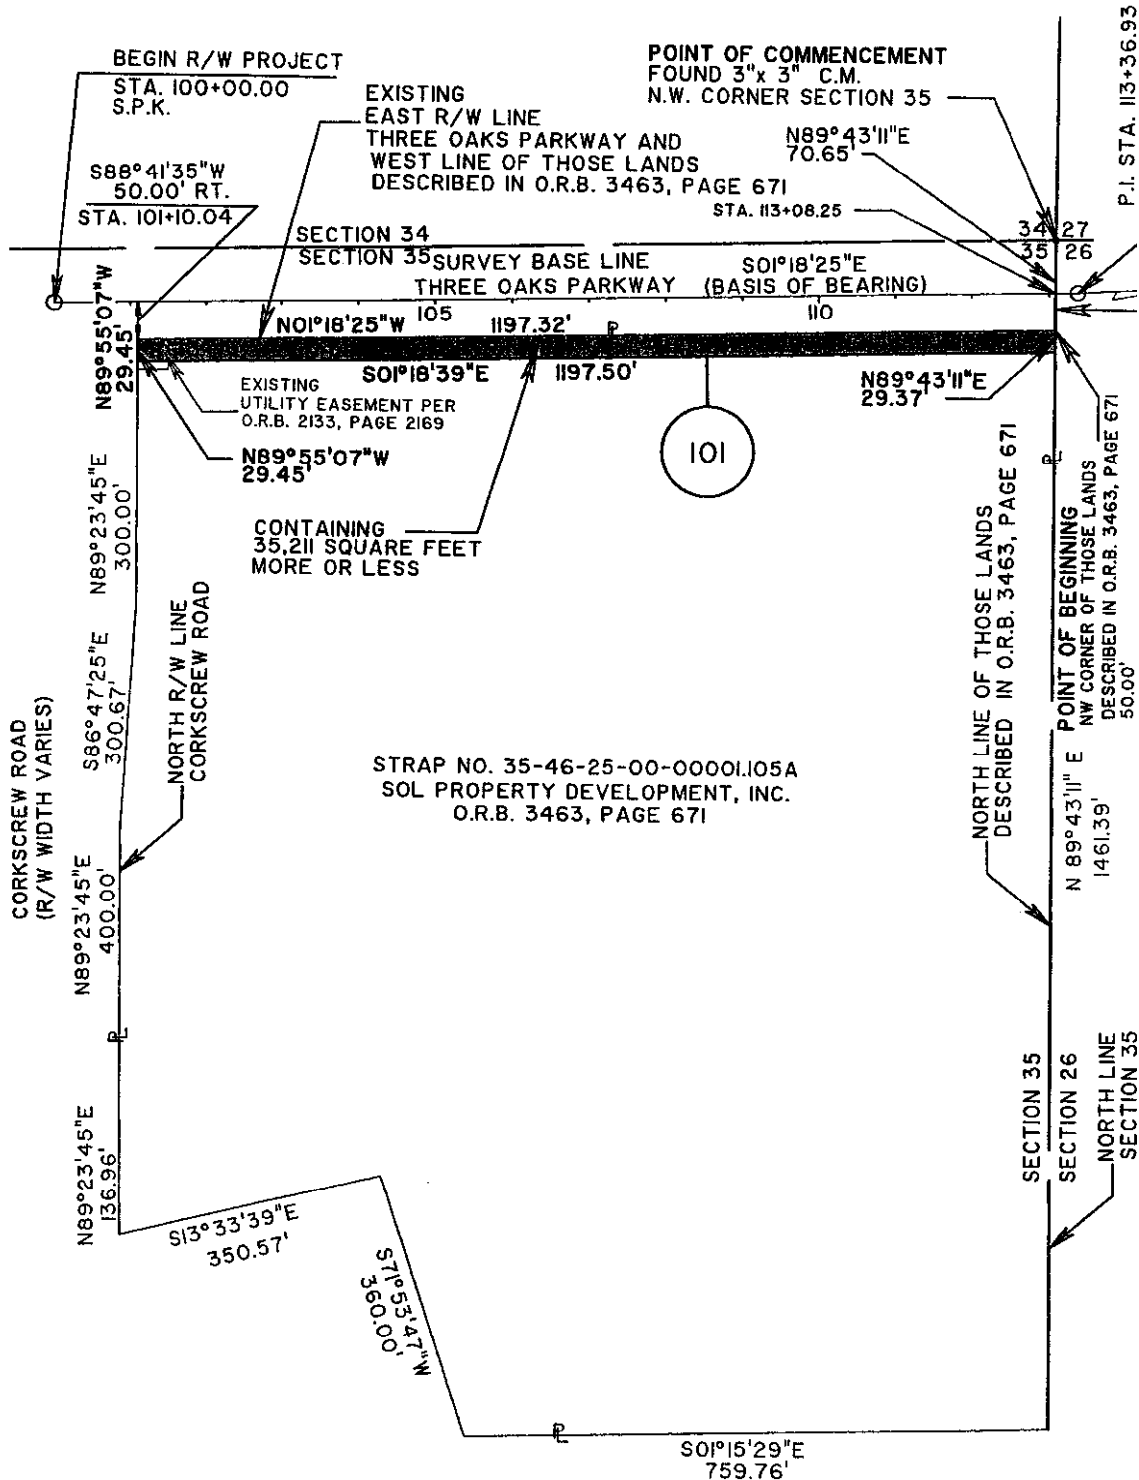 BEGIN R/W PROJECT
STA. 100+00.00
S.P.K.
EXISTING
EAST R/W LINE
THREE OAKS PARKWAY AND
WEST LINE OF THOSE LANDS
DESCRIBED IN O.R.B. 3463, PAGE 671
POINT OF COMMENCEMENT
FOUND 3"x 3" C.M.
N.W. CORNER SECTION 35
P.I. STA. 113+36.93
N89°43'11"E
70.65'
S88°41'35"W
50.00' RT.
STA. 101+10.04
STA. 113+08.25
SECTION 34
SECTION 35
34 27
35 26
SURVEY BASE LINE
THREE OAKS PARKWAY
S01°18'25"E
(BASIS OF BEARING)
105
110
N01°18'25"W 1197.32'
S01°18'39"E 1197.50'
N89°55'07"W
29.45'
EXISTING
UTILITY EASEMENT PER
O.R.B. 2133, PAGE 2169
N89°55'07"W
29.45'
N89°43'11"E
29.37'
101
CONTAINING
35,211 SQUARE FEET
MORE OR LESS
N89°23'45"E
300.00'
S86°47'25"E
300.67'
NORTH R/W LINE
CORKSCREW ROAD
CORKSCREW ROAD
(R/W WIDTH VARIES)
N89°23'45"E
400.00'
N89°23'45"E
136.96'
STRAP NO. 35-46-25-00-00001.105A
SOL PROPERTY DEVELOPMENT, INC.
O.R.B. 3463, PAGE 671
NORTH LINE OF THOSE LANDS
DESCRIBED IN O.R.B. 3463, PAGE 671
POINT OF BEGINNING
NW CORNER OF THOSE LANDS
DESCRIBED IN O.R.B. 3463, PAGE 671
50.00'
N 89°43'11" E
1461.39'
SECTION 35
SECTION 26
NORTH LINE
SECTION 35
S13°33'39"E
350.57'
S71°53'47"W
360.00'
PL
PL
PL
PL
S01°15'29"E
759.76'